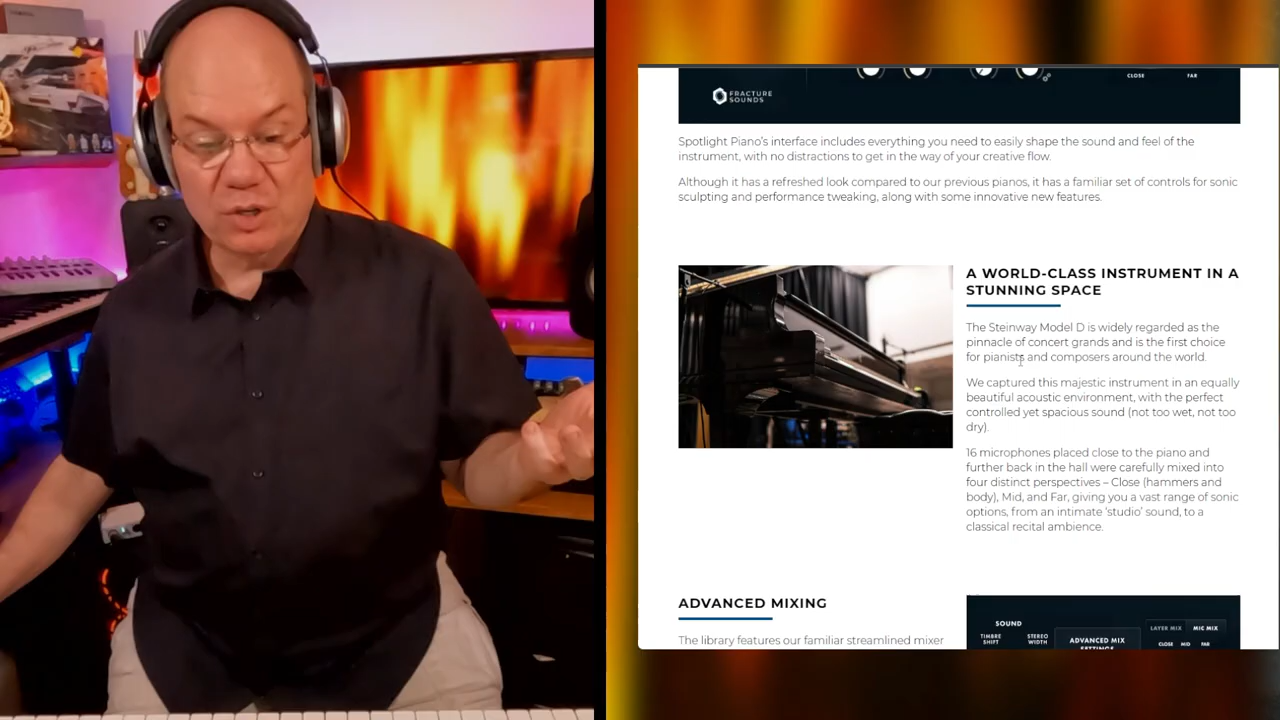 FRACTURE
SOUNDS
CLOSE
FAR
Spotlight Piano's interface includes everything you need to easily shape the sound and feel of the
instrument, with no distractions to get in the way of your creative flow.
Although it has a refreshed look compared to our previous pianos, it has a familiar set of controls for sonic
sculpting and performance tweaking, along with some innovative new features.
A WORLD-CLASS INSTRUMENT IN A
STUNNING SPACE
The Steinway Model D is widely regarded as the
pinnacle of concert grands and is the first choice
for pianists and composers around the world.
We captured this majestic instrument in an equally
beautiful acoustic environment, with the perfect
controlled yet spacious sound (not too wet, not too
dry).
16 microphones placed close to the piano and
further back in the hall were carefully mixed into
four distinct perspectives – Close (hammers and
body), Mid, and Far, giving you a vast range of sonic
options, from an intimate 'studio' sound, to a
classical recital ambience.
ADVANCED MIXING
The library features our familiar streamlined mixer
SOUND
TIMBRE
SHIFT
STEREO
WIDTH
ADVANCED MIX
SETTINGS
LAYER MIX
MIC MIX
CLOSE
MID
FAR